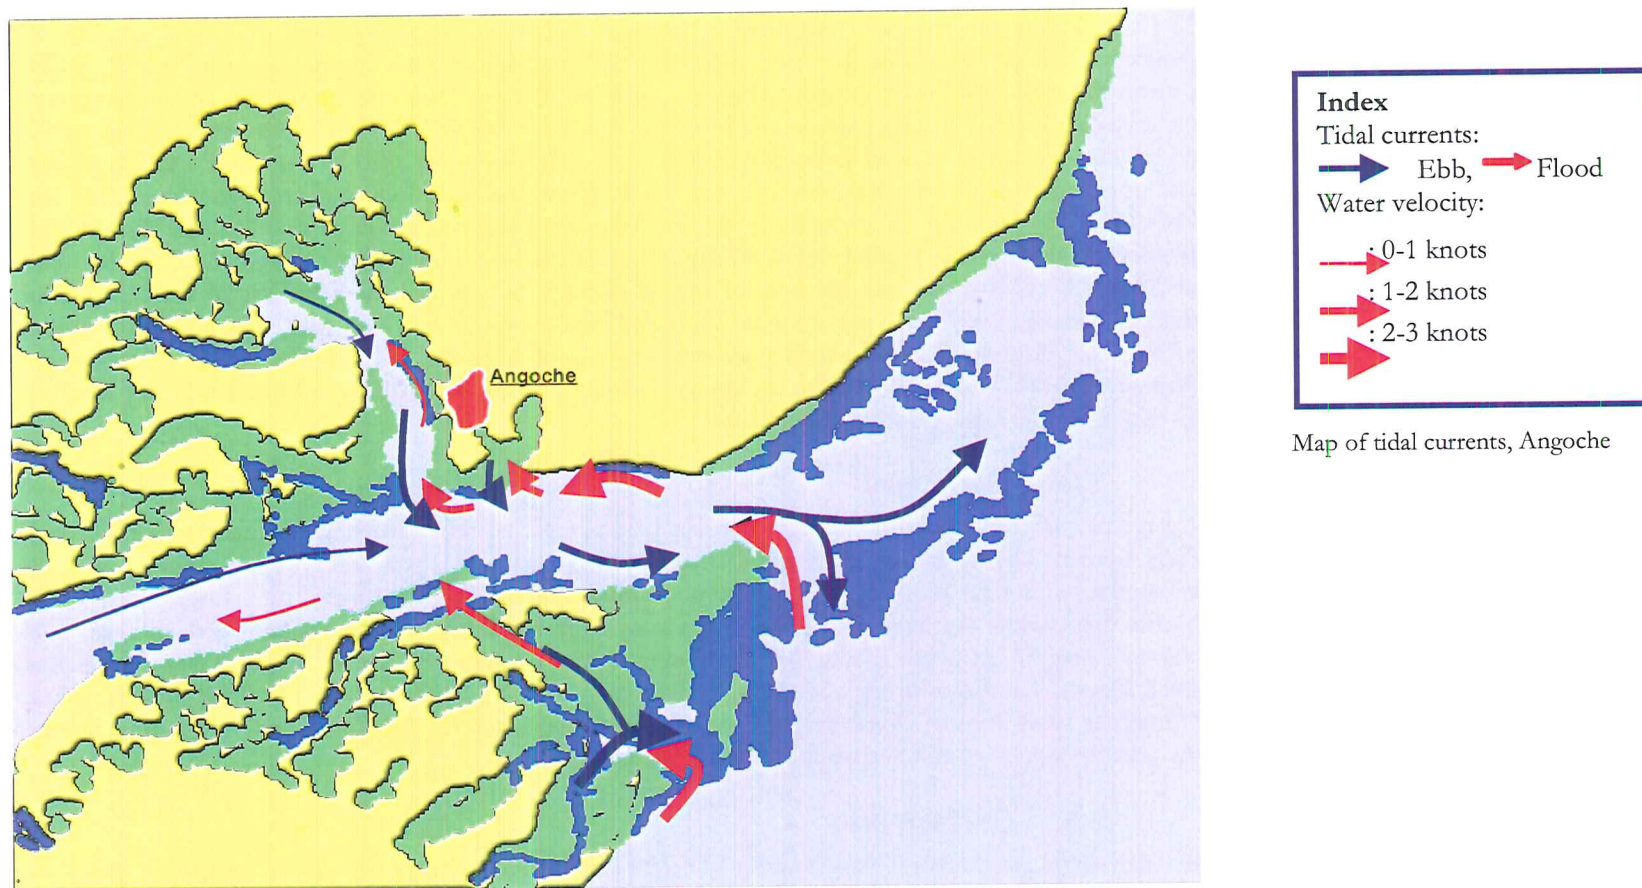 Angoche
Index
Tidal currents:
Ebb, Flood
Water velocity:
: 0-1 knots
: 1-2 knots
: 2-3 knots
Map of tidal currents, Angoche